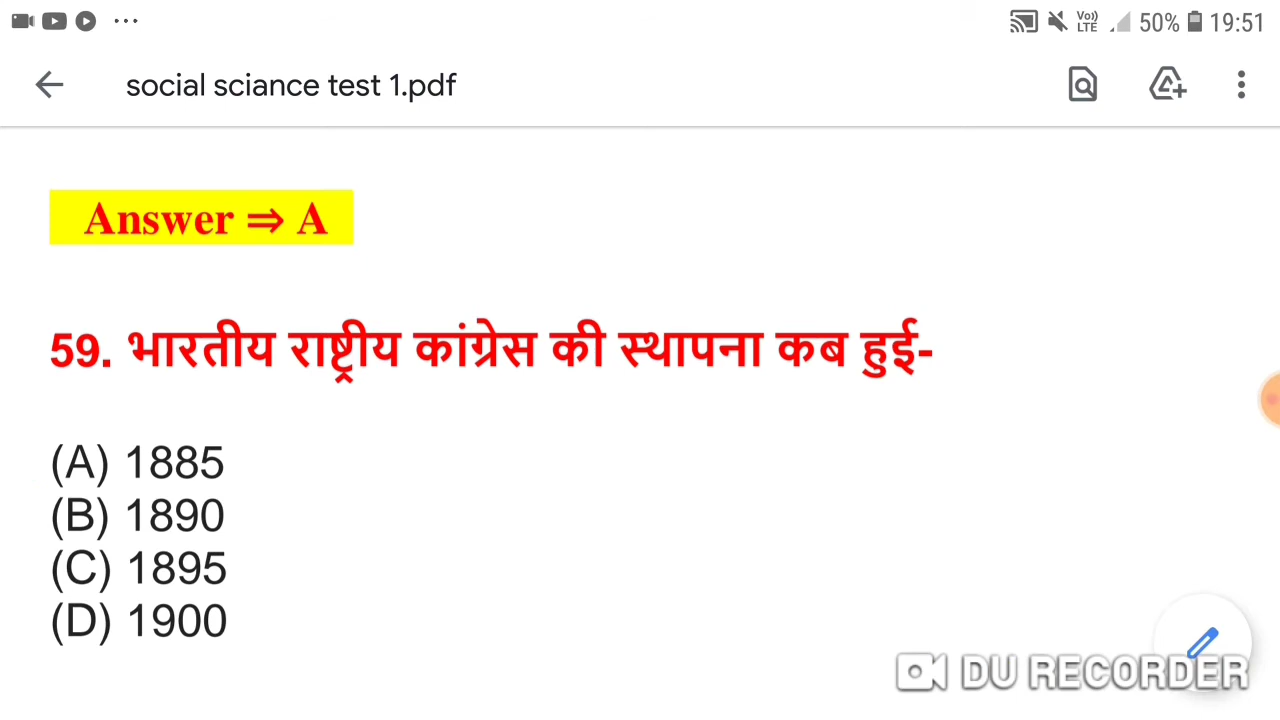 50% 19:51
social sciance test 1.pdf
Answer ⇒ A
59. भारतीय राष्ट्रीय कांग्रेस की स्थापना कब हुई-
(A) 1885
(B) 1890
(C) 1895
(D) 1900
DU RECORDER